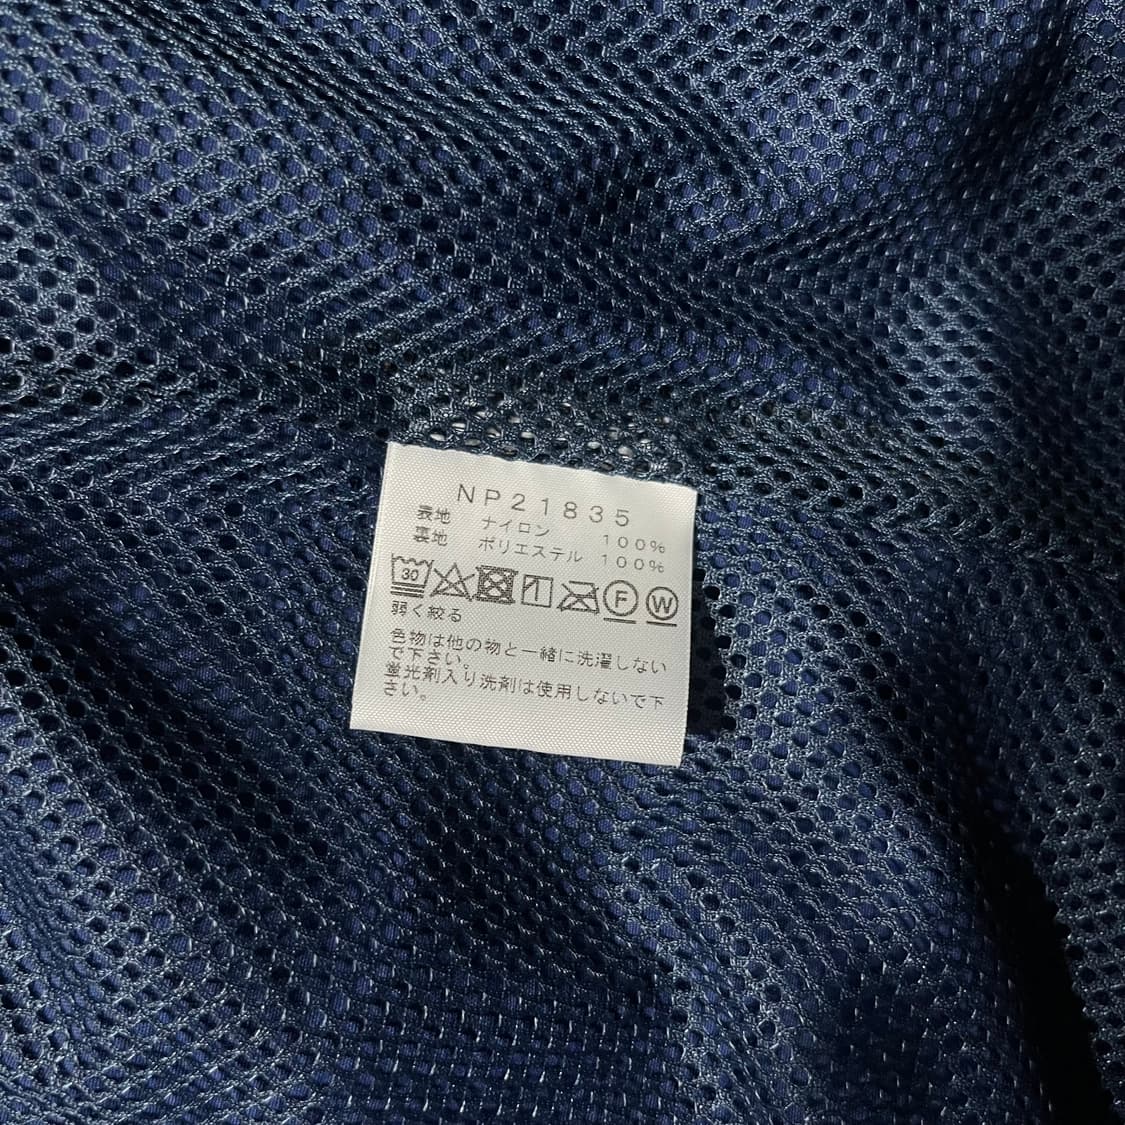 NP21835
表地 ナイロン 100%
裏地 ポリエステル 100%
30 F W
弱く絞る
色物は他の物と一緒に洗濯しない
で下さい。
蛍光剤入り洗剤は使用しないで下
さい。